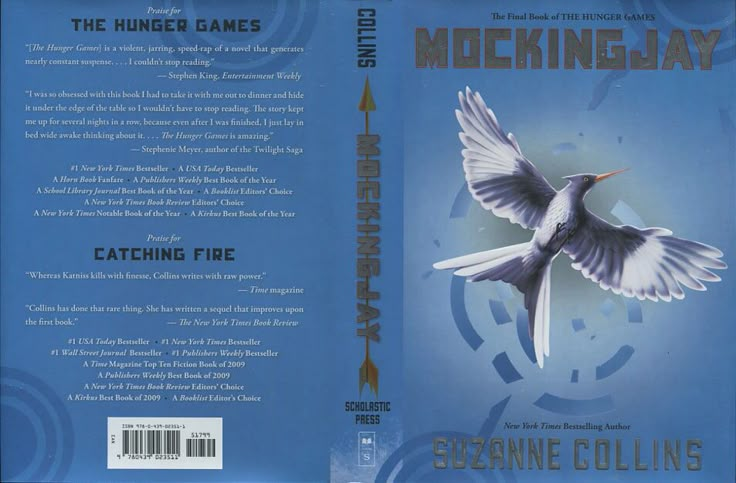 Praise for
THE HUNGER GAMES
"[The Hunger Games] is a violent, jarring, speed-rap of a novel that generates
nearly constant suspense. . . . I couldn't stop reading."
— Stephen King, Entertainment Weekly
"I was so obsessed with this book I had to take it with me out to dinner and hide
it under the edge of the table so I wouldn't have to stop reading. The story kept
me up for several nights in a row, because even after I was finished, I just lay in
bed wide awake thinking about it. . . . The Hunger Games is amazing."
— Stephenie Meyer, author of the Twilight Saga
#1 New York Times Bestseller • A USA Today Bestseller
A Horn Book Fanfare • A Publishers Weekly Best Book of the Year
A School Library Journal Best Book of the Year • A Booklist Editors' Choice
A New York Times Book Review Editors' Choice
A New York Times Notable Book of the Year • A Kirkus Best Book of the Year
Praise for
CATCHING FIRE
"Whereas Katniss kills with finesse, Collins writes with raw power."
— Time magazine
"Collins has done that rare thing. She has written a sequel that improves upon
the first book." — The New York Times Book Review
#1 USA Today Bestseller • #1 New York Times Bestseller
#1 Wall Street Journal Bestseller • #1 Publishers Weekly Bestseller
A Time Magazine Top Ten Fiction Book of 2009
A Publishers Weekly Best Book of 2009
A New York Times Book Review Editors' Choice
A Kirkus Best Book of 2009 • A Booklist Editor's Choice
ISBN 978-0-439-02351-1
51799
9 780439 023511
COLLINS
MOCKINGJAY
SCHOLASTIC
PRESS
S
The Final Book of THE HUNGER GAMES
MOCKINGJAY
New York Times Bestselling Author
SUZANNE COLLINS